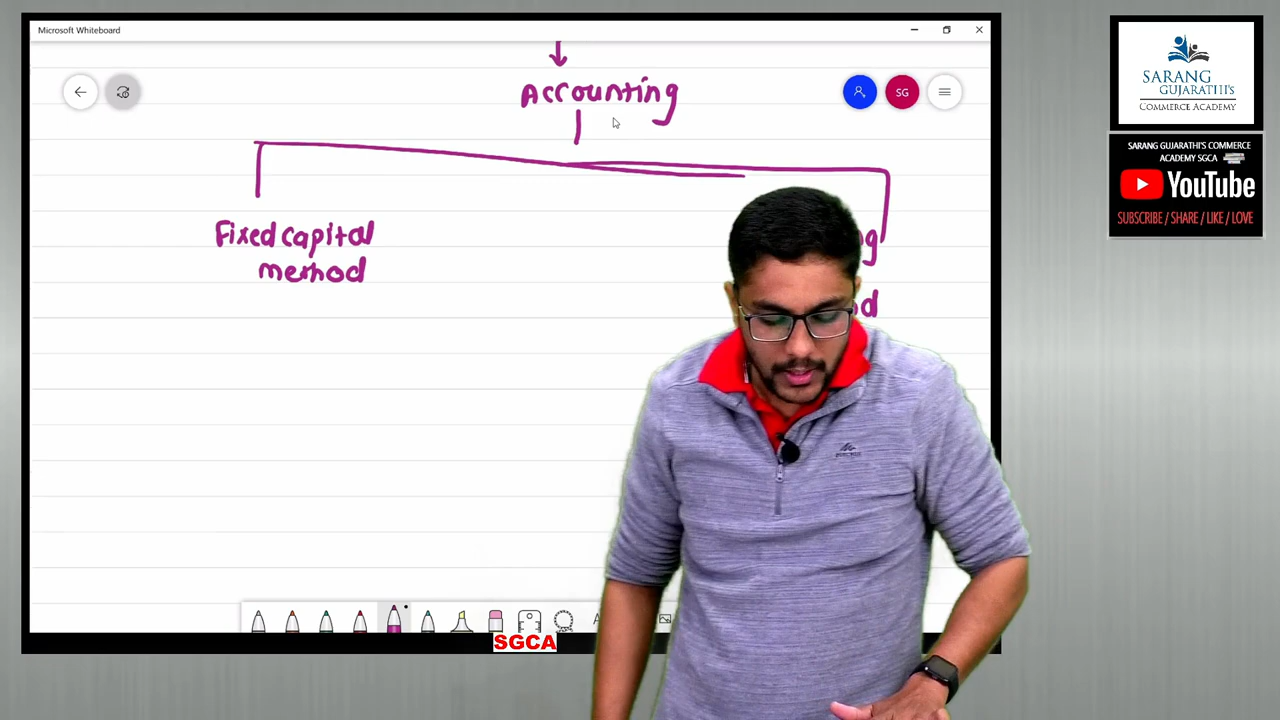 Microsoft Whiteboard
Accounting
SG
Fixed capital
method
SARANG
GUJARATHI'S
COMMERCE ACADEMY
SARANG GUJARATHI'S COMMERCE
ACADEMY SGCA
YouTube
SUBSCRIBE / SHARE / LIKE / LOVE
SGCA